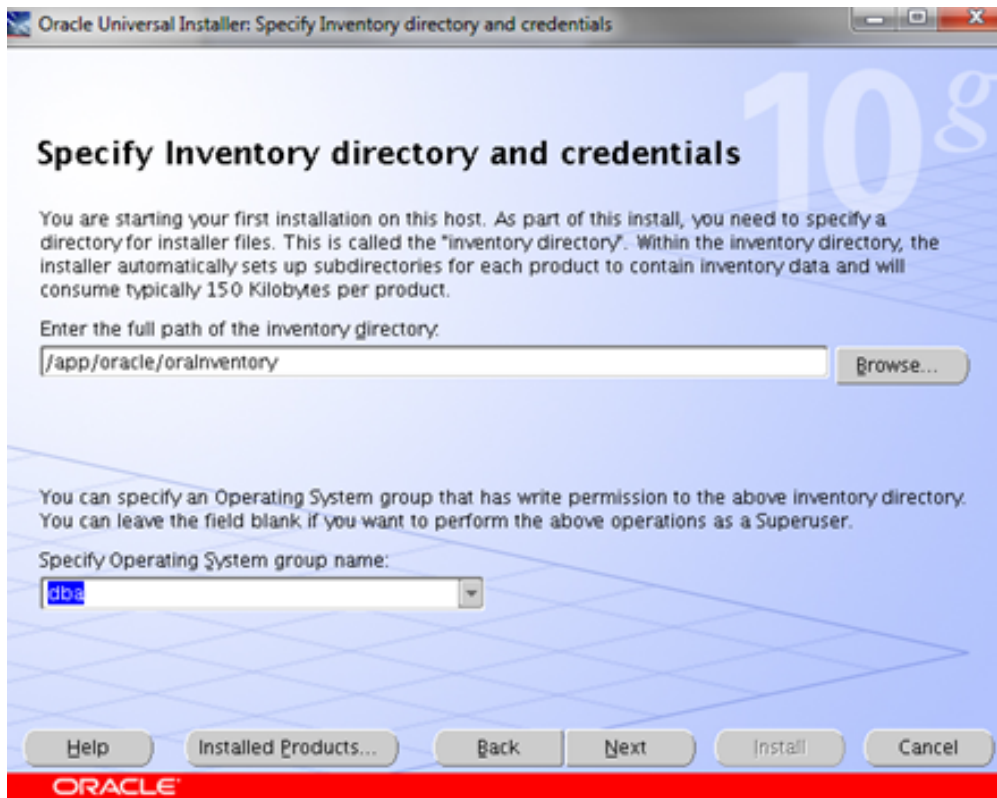 Oracle Universal Installer: Specify Inventory directory and credentials
10g
Specify Inventory directory and credentials
You are starting your first installation on this host. As part of this install, you need to specify a
directory for installer files. This is called the "inventory directory". Within the inventory directory, the
installer automatically sets up subdirectories for each product to contain inventory data and will
consume typically 150 Kilobytes per product.
Enter the full path of the inventory directory:
/app/oracle/oraInventory
Browse...
You can specify an Operating System group that has write permission to the above inventory directory.
You can leave the field blank if you want to perform the above operations as a Superuser.
Specify Operating System group name:
dba
Help Installed Products... Back Next Install Cancel
ORACLE